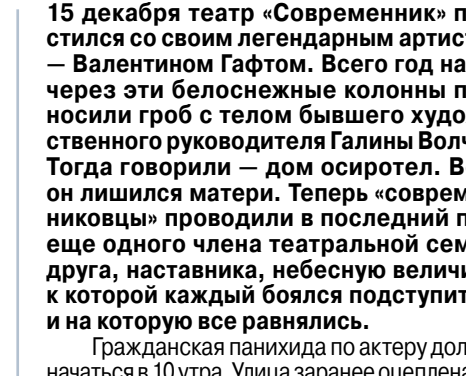 15 декабря театр «Современник» п
стился со своим легендарным артис
— Валентином Гафтом. Всего год на
через эти белоснежные колонны п
носили гроб с телом бывшего худо
ственного руководителя Галины Волч
Тогда говорили — дом осиротел. В
он лишился матери. Теперь «соврем
никовцы» проводили в последний п
еще одного члена театральной сем
друга, наставника, небесную величи
к которой каждый боялся подступит
и на которую все равнялись.
Гражданская панихида по актеру дол
начаться в 10 утра. Улица заранее оцеплена